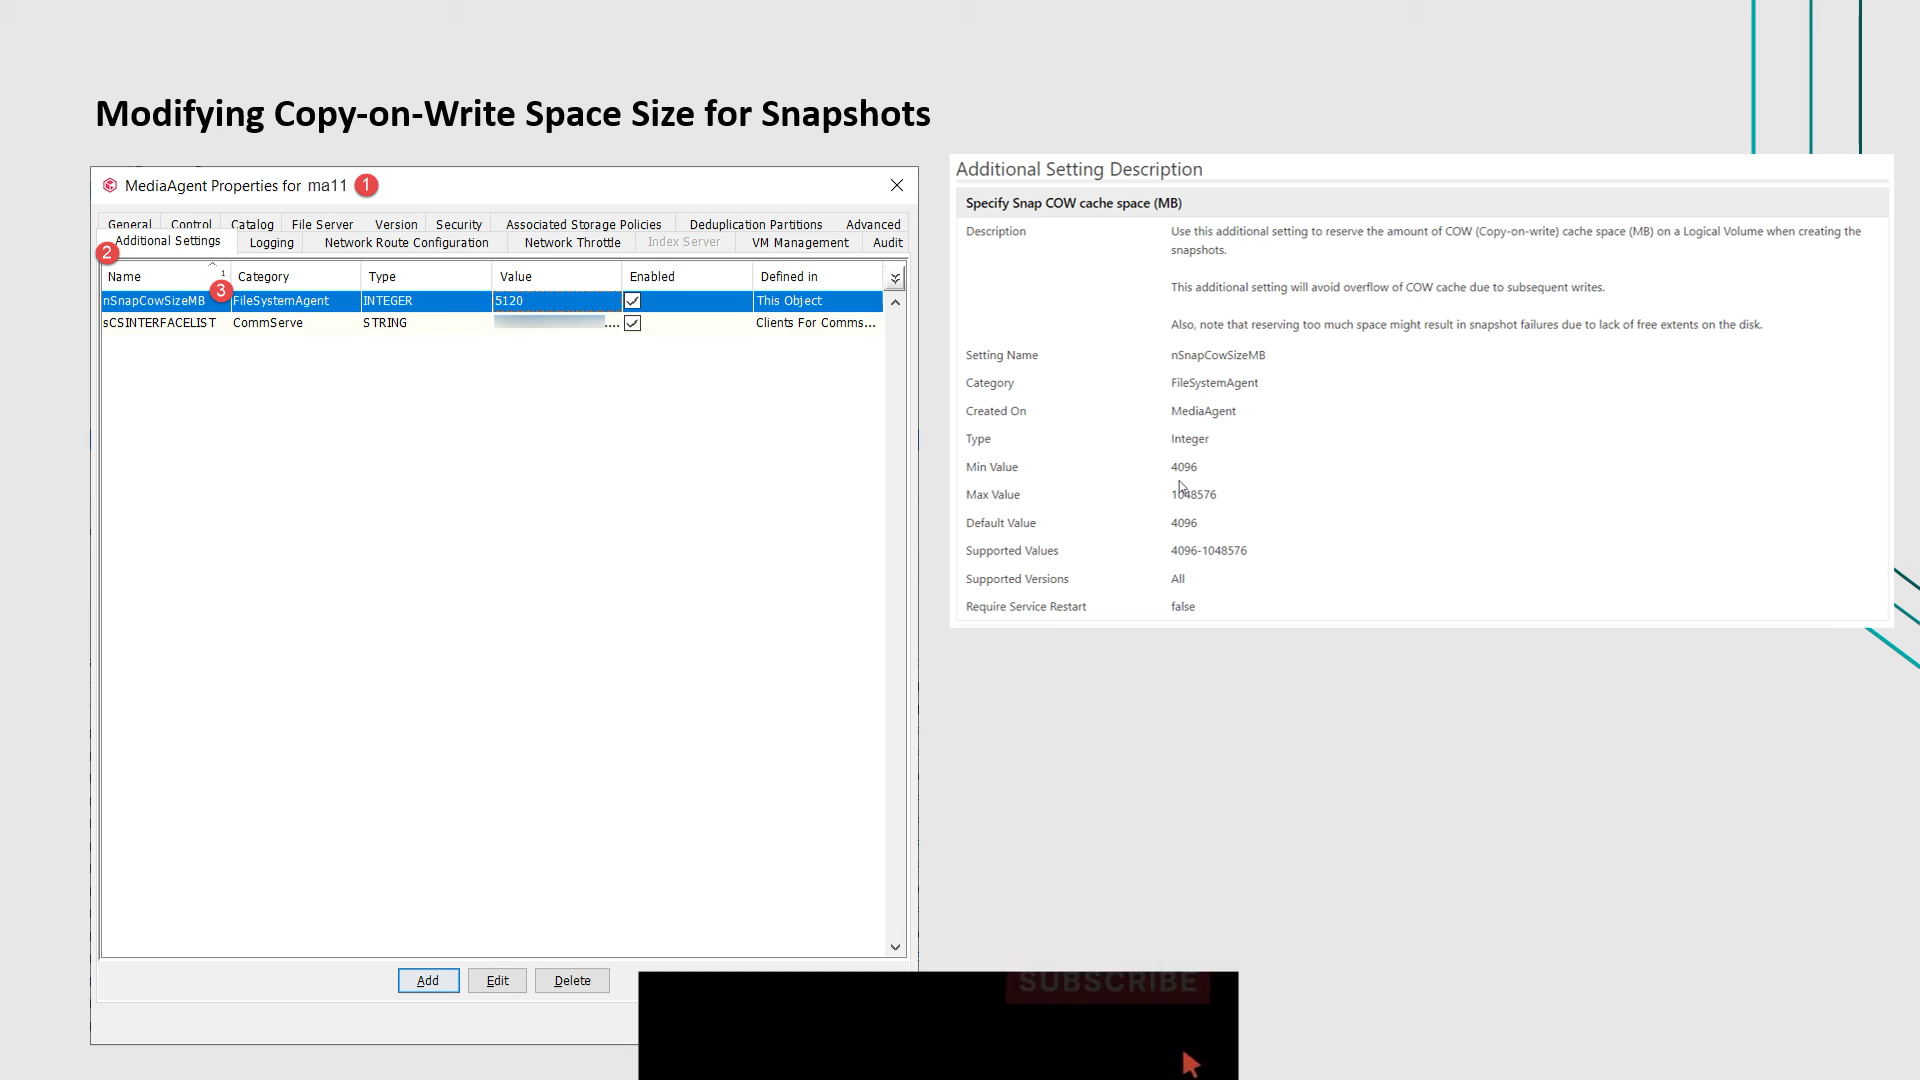 Modifying Copy-on-Write Space Size for Snapshots
MediaAgent Properties for ma11 1
General Control Catalog File Server Version Security Associated Storage Policies Deduplication Partitions Advanced
2 Additional Settings Logging Network Route Configuration Network Throttle Index Server VM Management Audit
Name 1 Category Type Value Enabled Defined in
nSnapCowSizeMB 3 FileSystemAgent INTEGER 5120 This Object
sCSINTERFACELIST CommServe STRING .... Clients For Comms...
Add Edit Delete
Additional Setting Description
Specify Snap COW cache space (MB)
Description Use this additional setting to reserve the amount of COW (Copy-on-write) cache space (MB) on a Logical Volume when creating the
snapshots.
This additional setting will avoid overflow of COW cache due to subsequent writes.
Also, note that reserving too much space might result in snapshot failures due to lack of free extents on the disk.
Setting Name nSnapCowSizeMB
Category FileSystemAgent
Created On MediaAgent
Type Integer
Min Value 4096
Max Value 1048576
Default Value 4096
Supported Values 4096-1048576
Supported Versions All
Require Service Restart false
SUBSCRIBE